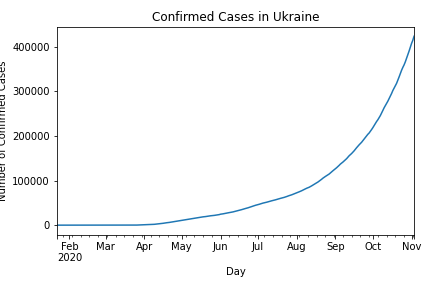 Confirmed Cases in Ukraine
Number of Confirmed Cases
400000
300000
200000
100000
0
Feb Mar Apr May Jun Jul Aug Sep Oct Nov
2020
Day